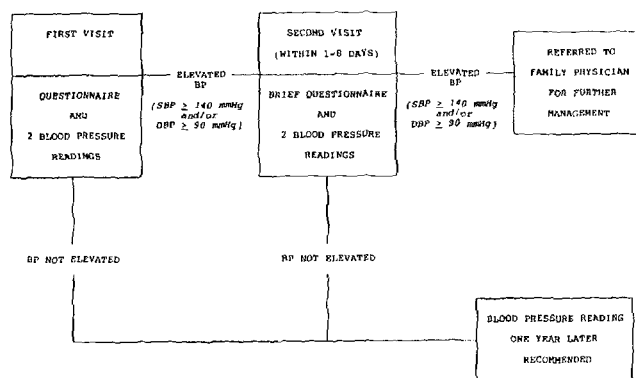 FIRST VISIT
QUESTIONNAIRE
AND
2 BLOOD PRESSURE
READINGS
ELEVATED
BP
(SBP ≥ 140 mmHg
and/or
DBP ≥ 90 mmHg)
SECOND VISIT
(WITHIN 1-8 DAYS)
BRIEF QUESTIONNAIRE
AND
2 BLOOD PRESSURE
READINGS
ELEVATED
BP
(SBP ≥ 140 mmHg
and/or
DBP ≥ 90 mmHg)
REFERRED TO
FAMILY PHYSICIAN
FOR FURTHER
MANAGEMENT
BP NOT ELEVATED
BP NOT ELEVATED
BLOOD PRESSURE READING
ONE YEAR LATER
RECOMMENDED